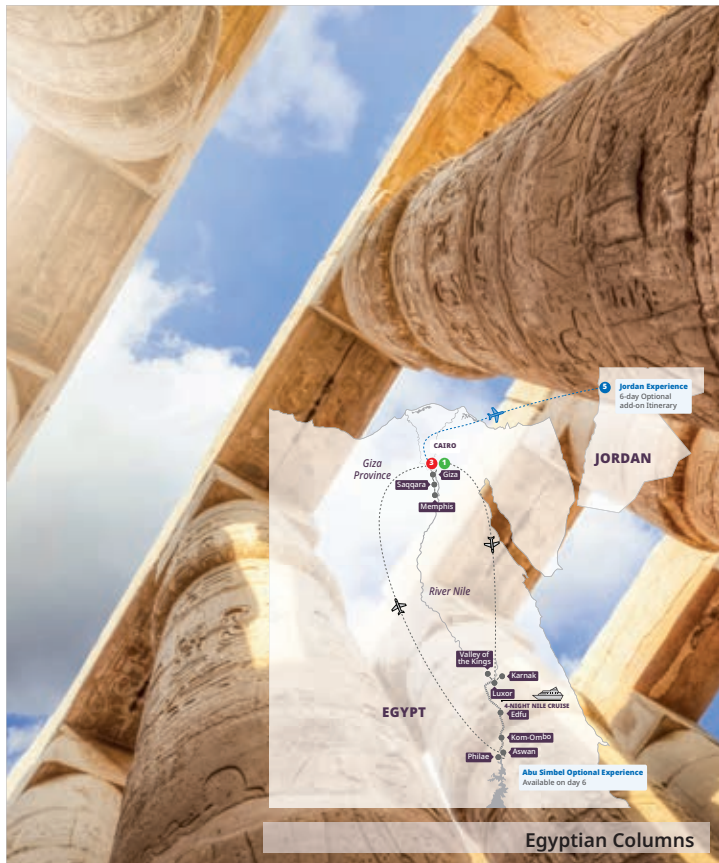 5
Jordan Experience
6-day Optional
add-on Itinerary
CAIRO
JORDAN
Giza
Province
3
1
Giza
Saqqara
Memphis
River Nile
Valley of
the Kings
Karnak
Luxor
4-NIGHT NILE CRUISE
EGYPT
Edfu
Kom-Ombo
Aswan
Philae
Abu Simbel Optional Experience
Available on day 6
Egyptian Columns